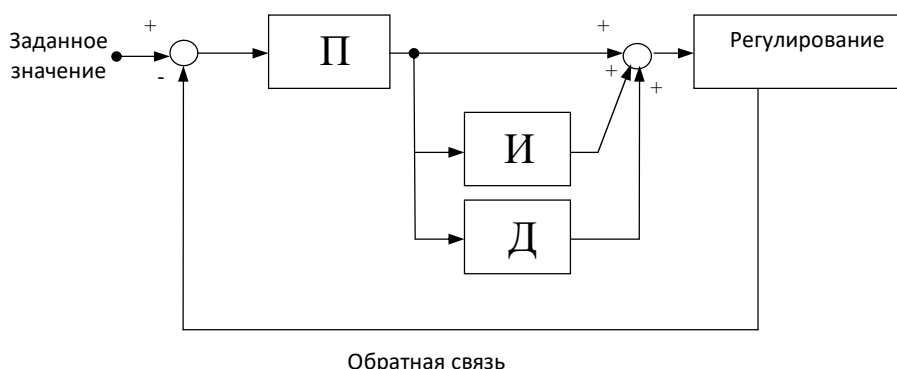 Заданное
значение
+
-
П
+
+
+
Регулирование
И
Д
Обратная связь